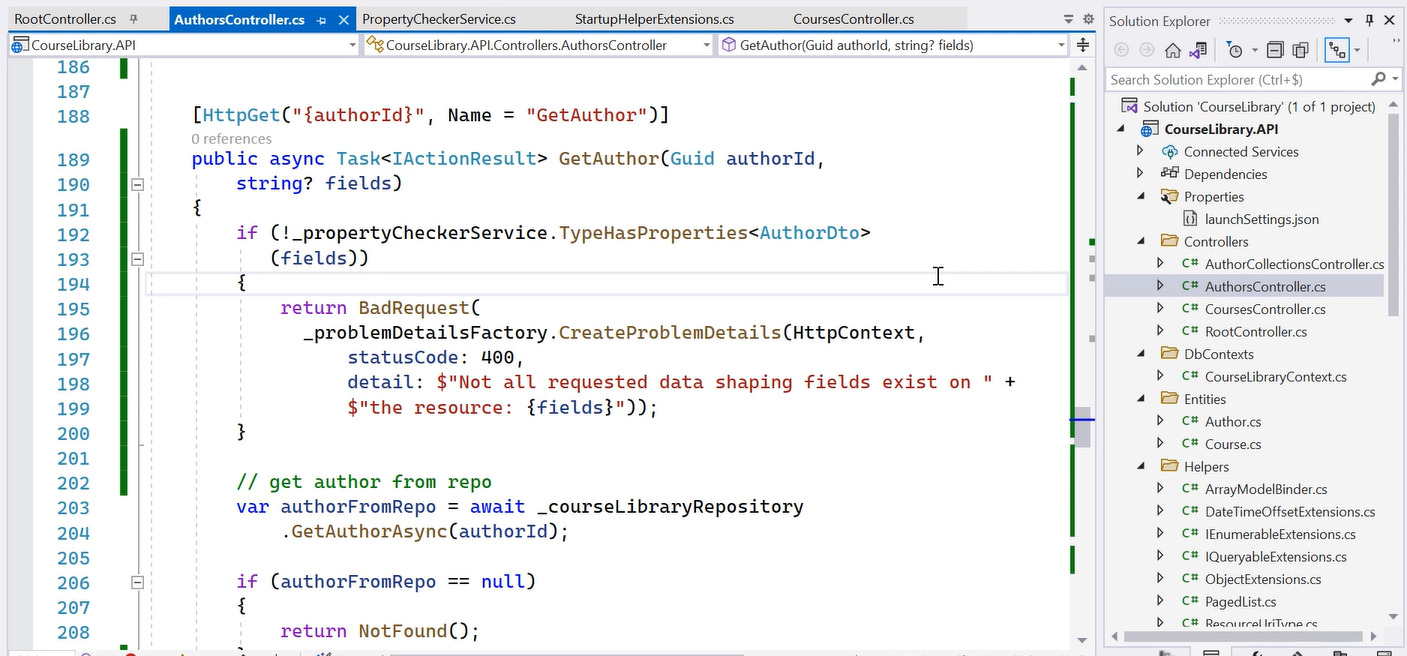 RootController.cs
AuthorsController.cs
PropertyCheckerService.cs
StartupHelperExtensions.cs
CoursesController.cs
CourseLibrary.API
CourseLibrary.API.Controllers.AuthorsController
GetAuthor(Guid authorId, string? fields)
186
187
188 [HttpGet("{authorId}", Name = "GetAuthor")]
0 references
189 public async Task<IActionResult> GetAuthor(Guid authorId,
190 string? fields)
191 {
192 if (!_propertyCheckerService.TypeHasProperties<AuthorDto>
193 (fields))
194 {
195 return BadRequest(
196 _problemDetailsFactory.CreateProblemDetails(HttpContext,
197 statusCode: 400,
198 detail: $"Not all requested data shaping fields exist on " +
199 $"the resource: {fields}"));
200 }
201
202 // get author from repo
203 var authorFromRepo = await _courseLibraryRepository
204 .GetAuthorAsync(authorId);
205
206 if (authorFromRepo == null)
207 {
208 return NotFound();
Solution Explorer
Search Solution Explorer (Ctrl+$)
Solution 'CourseLibrary' (1 of 1 project)
CourseLibrary.API
Connected Services
Dependencies
Properties
launchSettings.json
Controllers
C# AuthorCollectionsController.cs
C# AuthorsController.cs
C# CoursesController.cs
C# RootController.cs
DbContexts
C# CourseLibraryContext.cs
Entities
C# Author.cs
C# Course.cs
Helpers
C# ArrayModelBinder.cs
C# DateTimeOffsetExtensions.cs
C# IEnumerableExtensions.cs
C# IQueryableExtensions.cs
C# ObjectExtensions.cs
C# PagedList.cs
C# ResourceUriType.cs